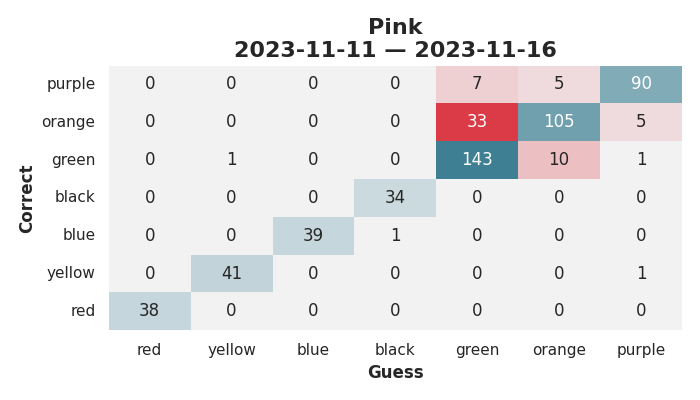 Pink
2023-11-11 — 2023-11-16
purple 0 0 0 0 7 5 90
orange 0 0 0 0 33 105 5
green 0 1 0 0 143 10 1
black 0 0 0 34 0 0 0
blue 0 0 39 1 0 0 0
yellow 0 41 0 0 0 0 1
red 38 0 0 0 0 0 0
Correct
red yellow blue black green orange purple
Guess